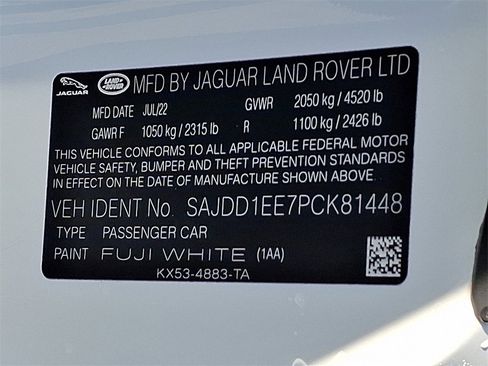 JAGUAR LAND ROVER MFD BY JAGUAR LAND ROVER LTD
MFD DATE JUL/22 GVWR 2050 kg / 4520 lb
GAWR F 1050 kg / 2315 lb R 1100 kg / 2426 lb
THIS VEHICLE CONFORMS TO ALL APPLICABLE FEDERAL MOTOR
VEHICLE SAFETY, BUMPER AND THEFT PREVENTION STANDARDS
IN EFFECT ON THE DATE OF MANUFACTURE SHOWN ABOVE.
VEH IDENT No. SAJDD1EE7PCK81448
TYPE PASSENGER CAR
PAINT FUJI WHITE (1AA)
KX53-4883-TA